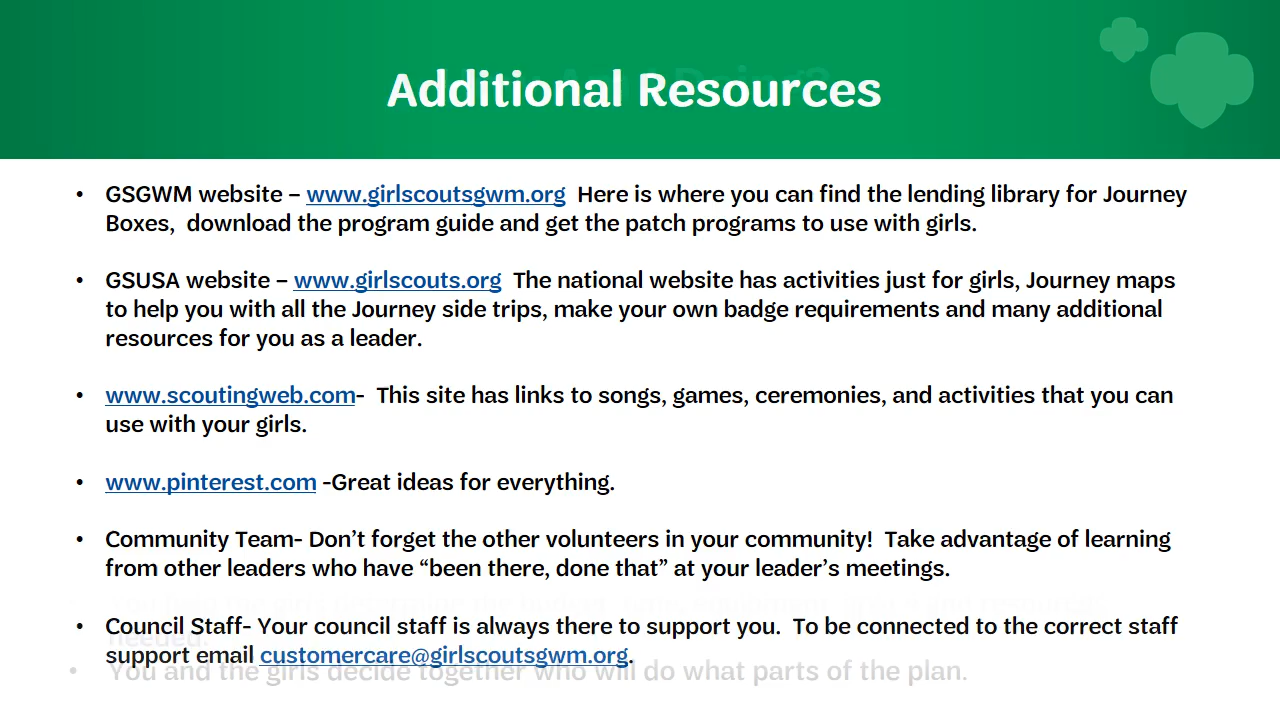 Additional Resources
• GSGWM website – www.girlscoutsgwm.org Here is where you can find the lending library for Journey
Boxes, download the program guide and get the patch programs to use with girls.
• GSUSA website – www.girlscouts.org The national website has activities just for girls, Journey maps
to help you with all the Journey side trips, make your own badge requirements and many additional
resources for you as a leader.
• www.scoutingweb.com- This site has links to songs, games, ceremonies, and activities that you can
use with your girls.
• www.pinterest.com -Great ideas for everything.
• Community Team- Don’t forget the other volunteers in your community! Take advantage of learning
from other leaders who have “been there, done that” at your leader’s meetings.
• Council Staff- Your council staff is always there to support you. To be connected to the correct staff
needed.
support email customercare@girlscoutsgwm.org.
• You and the girls decide together who will do what parts of the plan.